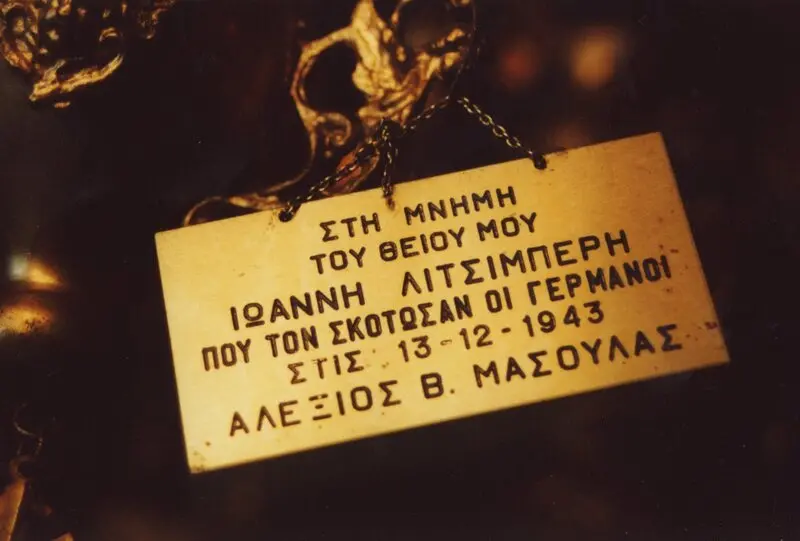 ΣΤΗ ΜΝΗΜΗ
ΤΟΥ ΘΕΙΟΥ ΜΟΥ
ΙΩΑΝΝΗ ΛΙΤΣΙΜΠΕΡΗ
ΠΟΥ ΤΟΝ ΣΚΟΤΩΣΑΝ ΟΙ ΓΕΡΜΑΝΟΙ
ΣΤΙΣ 13-12-1943
ΑΛΕΞΙΟΣ Β. ΜΑΣΟΥΛΑΣ